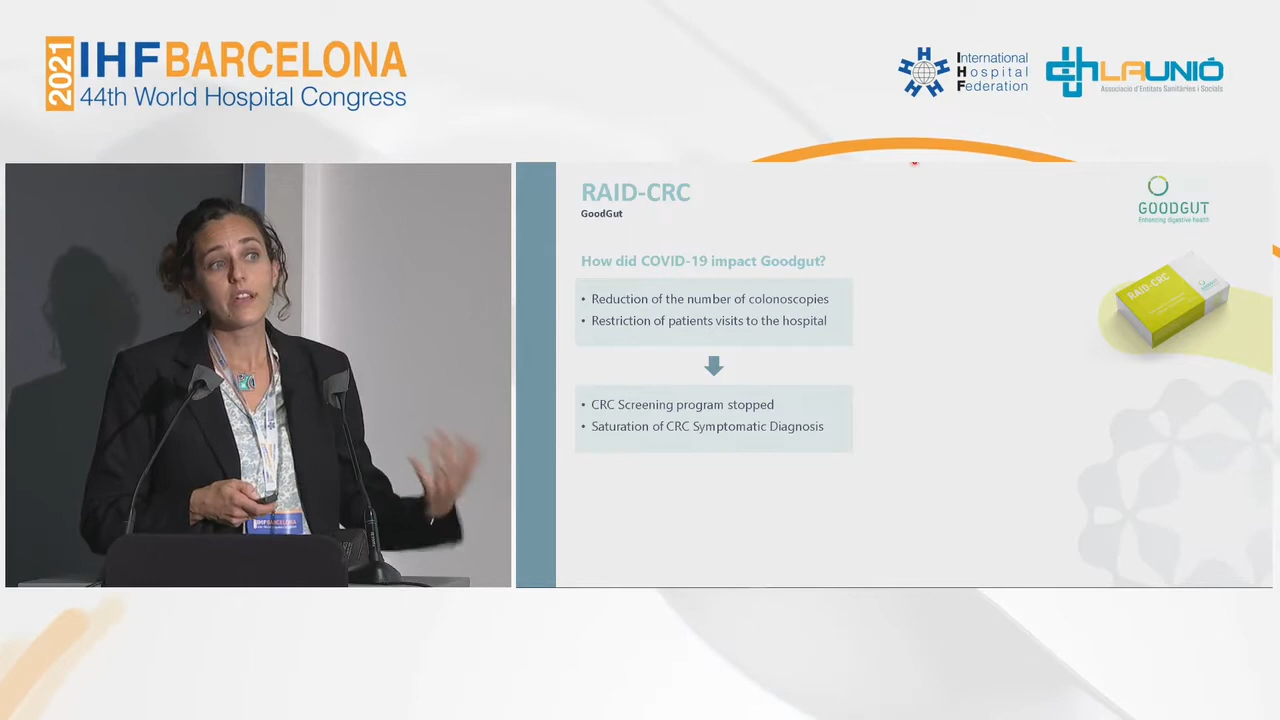 2021 IHFBARCELONA
44th World Hospital Congress
International
Hospital
Federation
LAUNIÓ
Associació d'Entitats Sanitàries i Socials
RAID-CRC
GoodGut
GOODGUT
Enhancing digestive health
How did COVID-19 impact Goodgut?
• Reduction of the number of colonoscopies
• Restriction of patients visits to the hospital
• CRC Screening program stopped
• Saturation of CRC Symptomatic Diagnosis
RAID-CRC
IHFBARCELONA